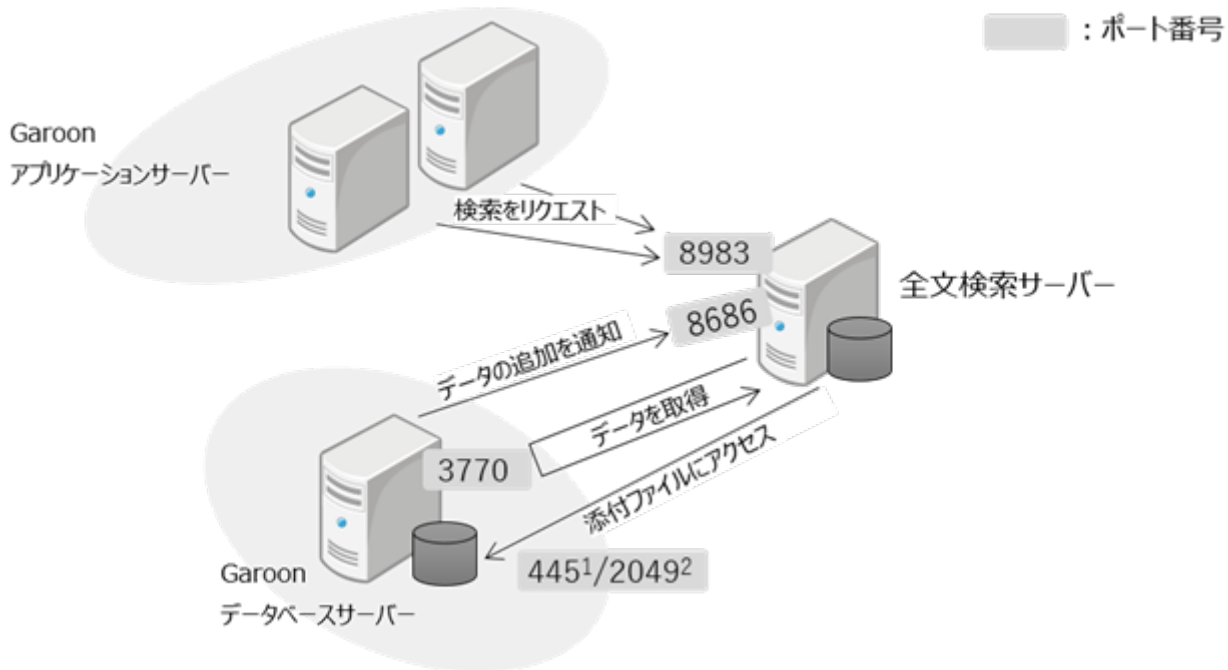 ：ポート番号
Garoon
アプリケーションサーバー
検索をリクエスト
8983
全文検索サーバー
8686
データの追加を通知
データを取得
3770
添付ファイルにアクセス
445¹/2049²
Garoon
データベースサーバー